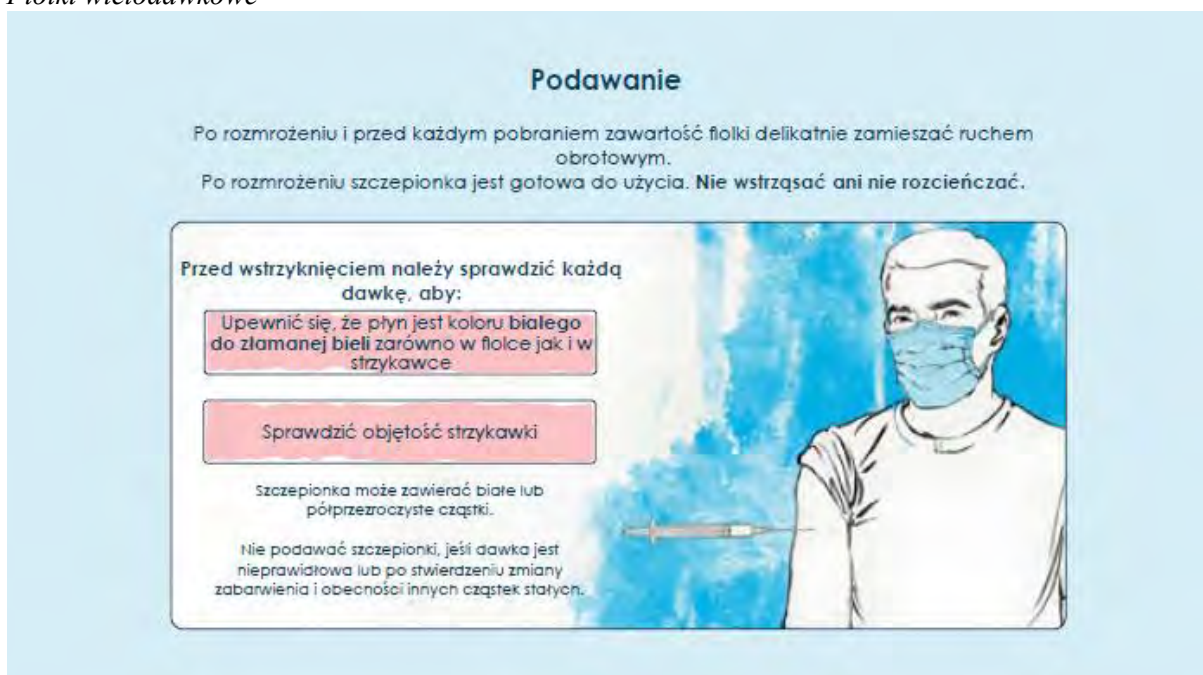 Fiolki wielodawkowe
Podawanie
Po rozmrożeniu i przed każdym pobraniem zawartość fiolki delikatnie zamieszać ruchem
obrotowym.
Po rozmrożeniu szczepionka jest gotowa do użycia. Nie wstrząsać ani nie rozcieńczać.
Przed wstrzyknięciem należy sprawdzić każdą
dawkę, aby:
Upewnić się, że płyn jest koloru białego
do złamanej bieli zarówno w fiolce jak i w
strzykawce
Sprawdzić objętość strzykawki
Szczepionka może zawierać białe lub
półprzezroczyste cząstki.
Nie podawać szczepionki, jeśli dawka jest
nieprawidłowa lub po stwierdzeniu zmiany
zabarwienia i obecności innych cząstek stałych.